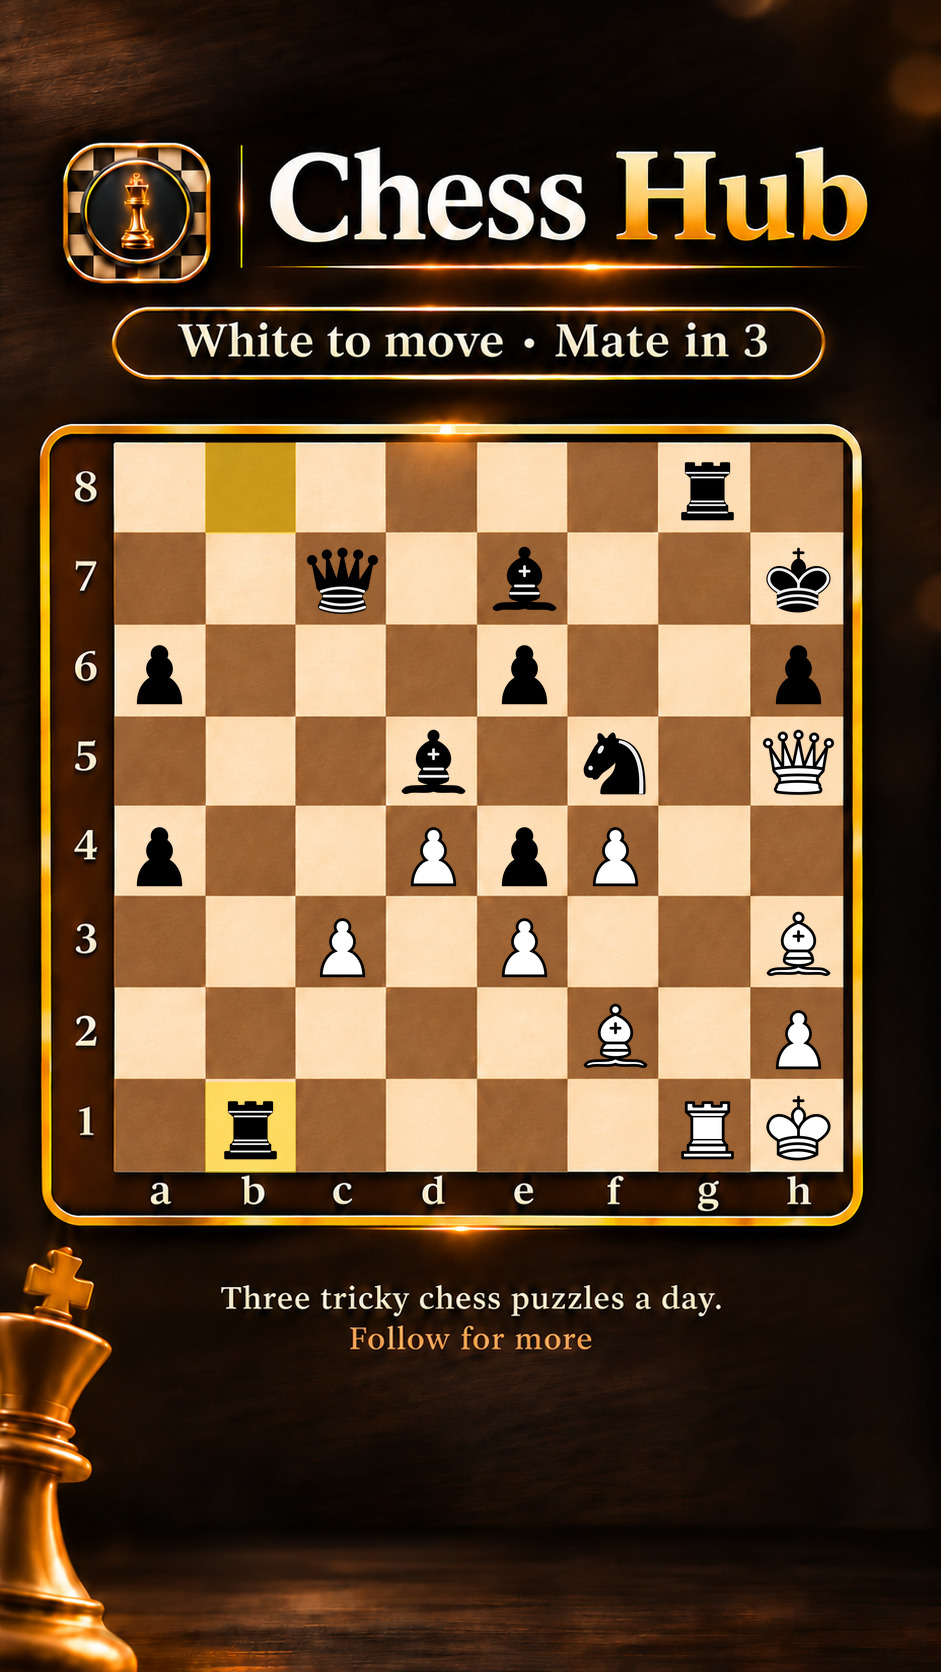 Chess Hub
White to move • Mate in 3
8
7
6
5
4
3
2
1
a b c d e f g h
Three tricky chess puzzles a day.
Follow for more